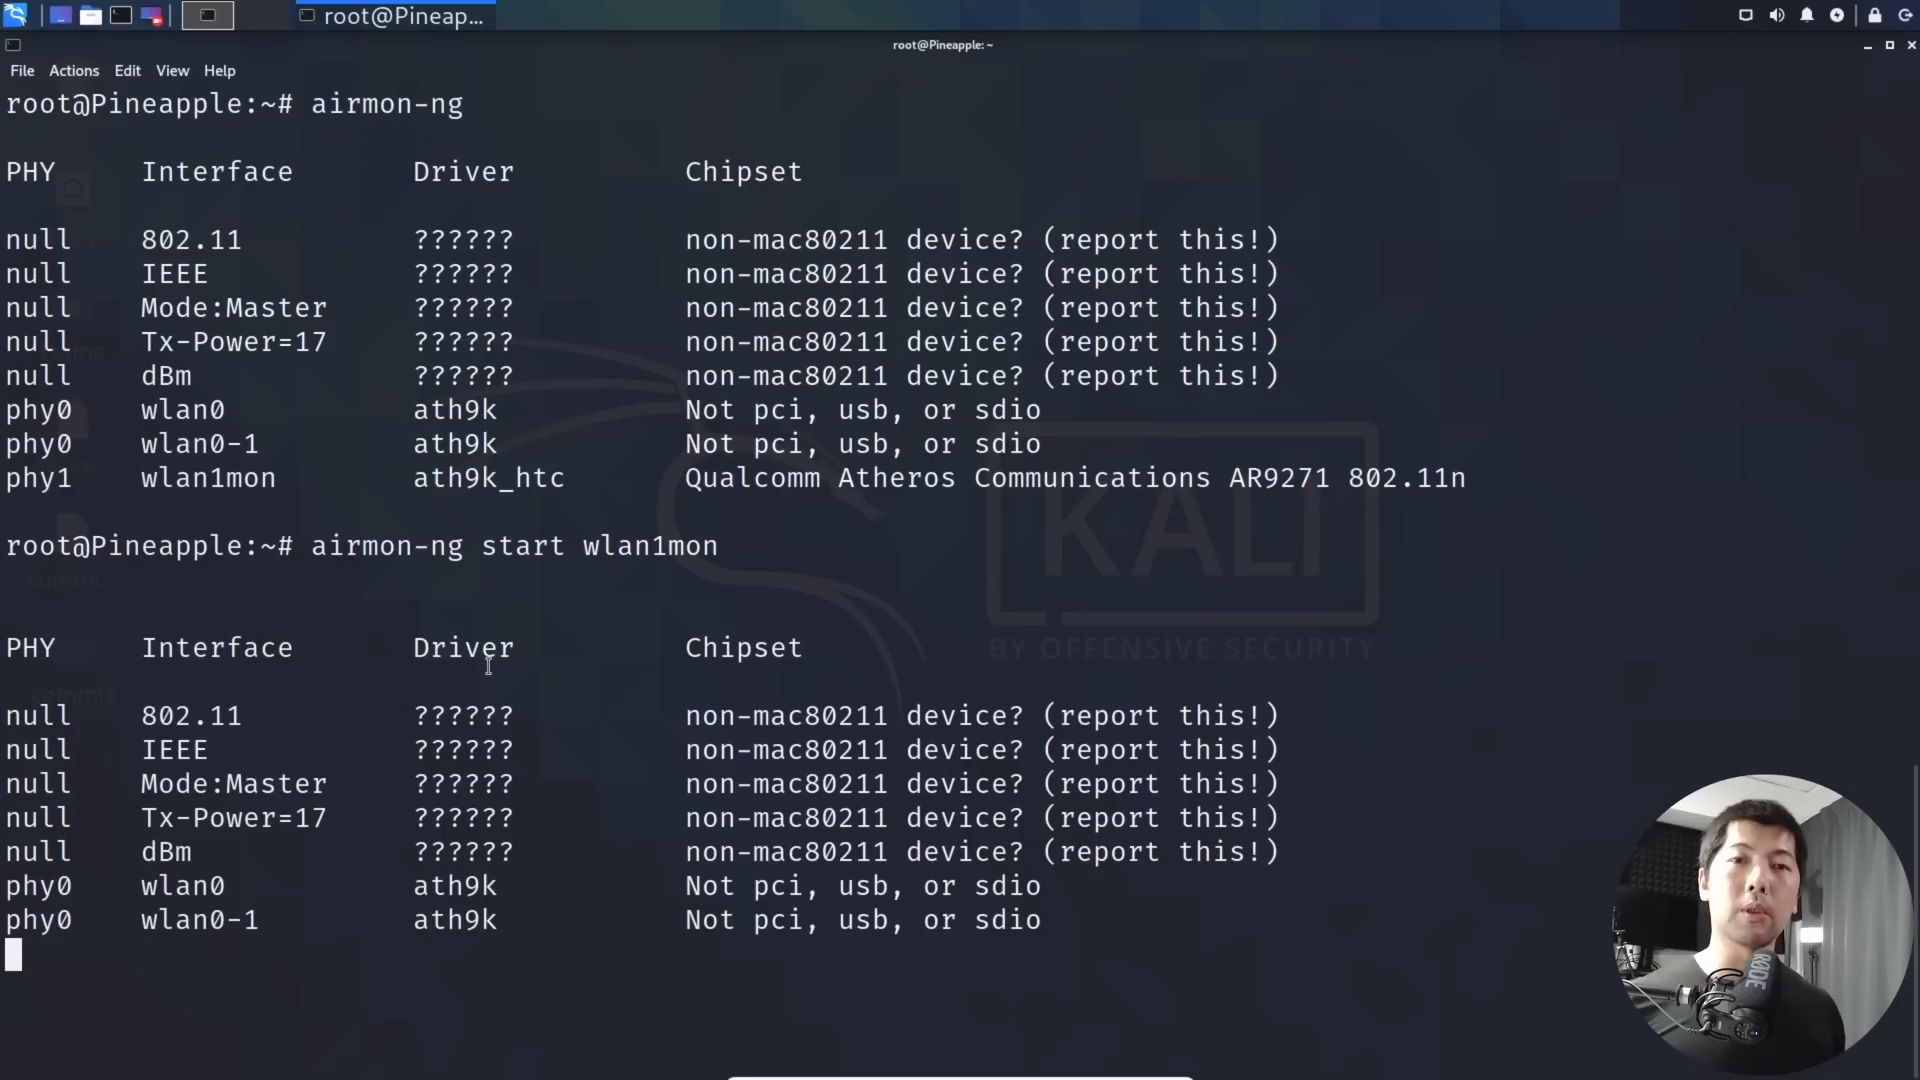 root@Pineap...
root@Pineapple: ~
File Actions Edit View Help
root@Pineapple:~# airmon-ng
PHY Interface Driver Chipset
null 802.11 ?????? non-mac80211 device? (report this!)
null IEEE ?????? non-mac80211 device? (report this!)
null Mode:Master ?????? non-mac80211 device? (report this!)
null Tx-Power=17 ?????? non-mac80211 device? (report this!)
null dBm ?????? non-mac80211 device? (report this!)
phy0 wlan0 ath9k Not pci, usb, or sdio
phy0 wlan0-1 ath9k Not pci, usb, or sdio
phy1 wlan1mon ath9k_htc Qualcomm Atheros Communications AR9271 802.11n
root@Pineapple:~# airmon-ng start wlan1mon
KALI
BY OFFENSIVE SECURITY
PHY Interface Driver Chipset
null 802.11 ?????? non-mac80211 device? (report this!)
null IEEE ?????? non-mac80211 device? (report this!)
null Mode:Master ?????? non-mac80211 device? (report this!)
null Tx-Power=17 ?????? non-mac80211 device? (report this!)
null dBm ?????? non-mac80211 device? (report this!)
phy0 wlan0 ath9k Not pci, usb, or sdio
phy0 wlan0-1 ath9k Not pci, usb, or sdio
RØDE